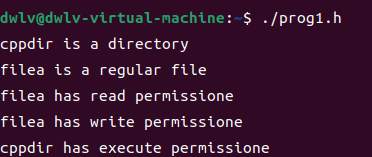 dwlv@dwlv-virtual-machine:~$ ./prog1.h
cppdir is a directory
filea is a regular file
filea has read permissione
filea has write permissione
cppdir has execute permissione